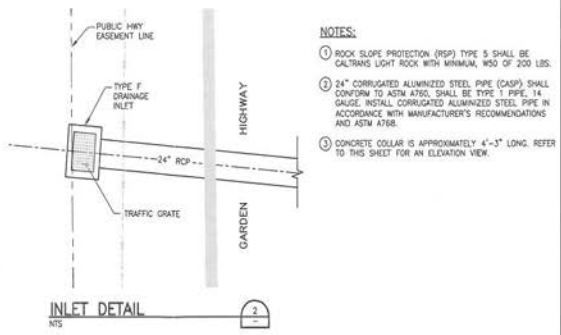 PUBLIC HWY
EASEMENT LINE
TYPE F
DRAINAGE
INLET
HIGHWAY
24" RCP
TRAFFIC GRATE
GARDEN
INLET DETAIL
NTS
2
-
NOTES:
1 ROCK SLOPE PROTECTION (RSP) TYPE 5 SHALL BE
CALTRANS LIGHT ROCK WITH MINIMUM, W50 OF 200 LBS.
2 24" CORRUGATED ALUMINIZED STEEL PIPE (CASP) SHALL
CONFORM TO ASTM A760, SHALL BE TYPE 1 PIPE, 14
GAUGE. INSTALL CORRUGATED ALUMINIZED STEEL PIPE IN
ACCORDANCE WITH MANUFACTURER'S RECOMMENDATIONS
AND ASTM A768.
3 CONCRETE COLLAR IS APPROXIMATELY 4'-3" LONG. REFER
TO THIS SHEET FOR AN ELEVATION VIEW.